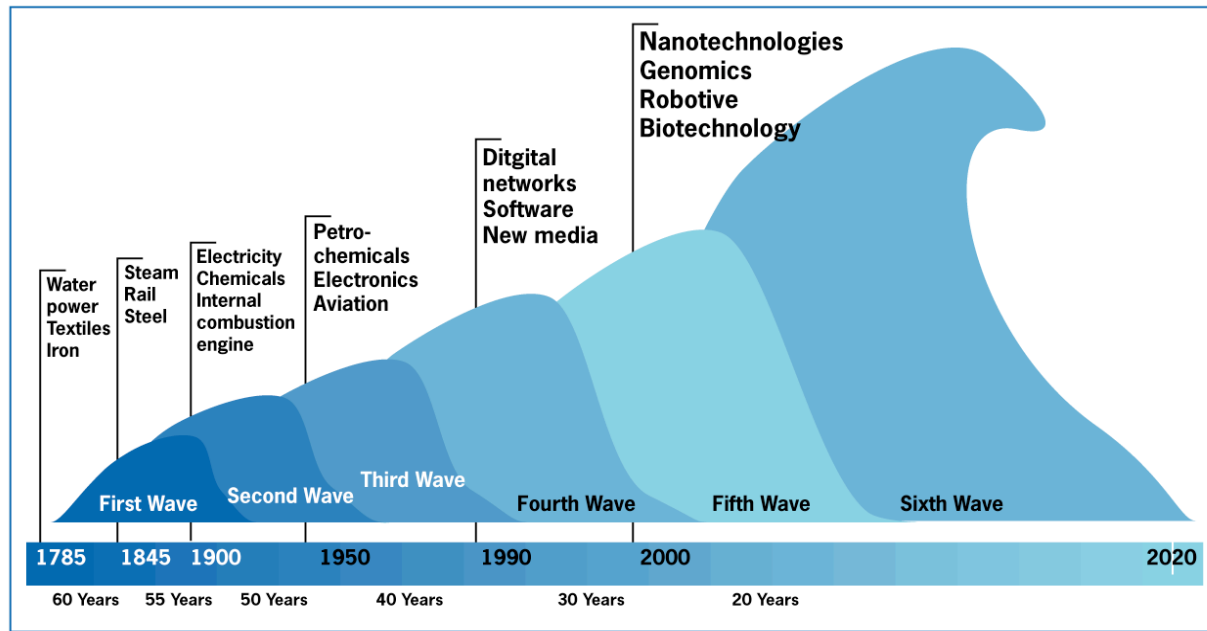 Water
power
Textiles
Iron
Steam
Rail
Steel
Electricity
Chemicals
Internal
combustion
engine
Petro-
chemicals
Electronics
Aviation
Ditgital
networks
Software
New media
Nanotechnologies
Genomics
Robotive
Biotechnology
First Wave
Second Wave
Third Wave
Fourth Wave
Fifth Wave
Sixth Wave
1785 1845 1900 1950 1990 2000 2020
60 Years 55 Years 50 Years 40 Years 30 Years 20 Years